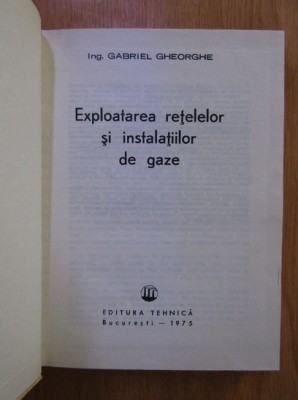 Ing. GABRIEL GHEORGHE
Exploatarea rețelelor
și instalațiilor
de gaze
EDITURA TEHNICĂ
București — 1975